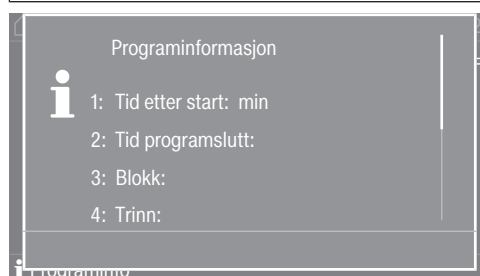 Programinformasjon
i
1: Tid etter start: min
2: Tid programslutt:
3: Blokk:
4: Trinn: